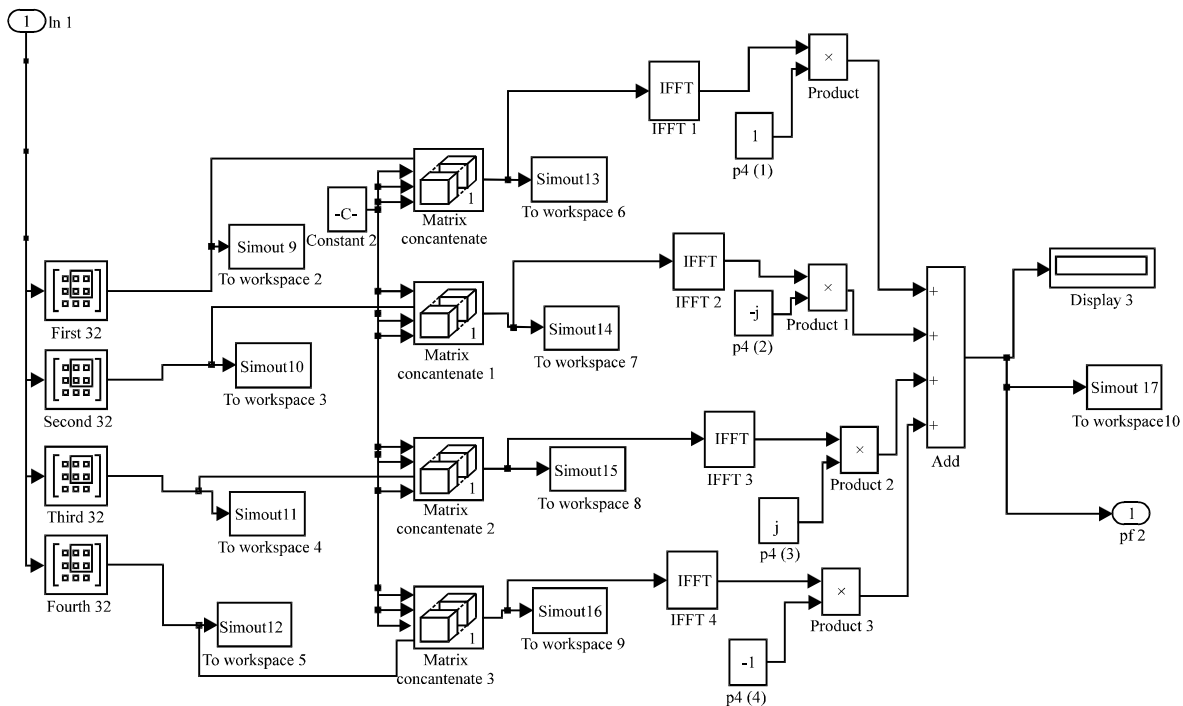 1
In 1
First 32
Second 32
Third 32
Fourth 32
Simout 9
To workspace 2
Simout10
To workspace 3
Simout11
To workspace 4
Simout12
To workspace 5
-C-
Constant 2
1
Matrix
concantenate
1
Matrix
concantenate 1
1
Matrix
concantenate 2
1
Matrix
concantenate 3
Simout13
To workspace 6
Simout14
To workspace 7
Simout15
To workspace 8
Simout16
To workspace 9
IFFT
IFFT 1
IFFT
IFFT 2
IFFT
IFFT 3
IFFT
IFFT 4
1
p4 (1)
-j
p4 (2)
j
p4 (3)
-1
p4 (4)
×
Product
×
Product 1
×
Product 2
×
Product 3
+
+
+
+
Add
Display 3
Simout 17
To workspace10
1
pf 2